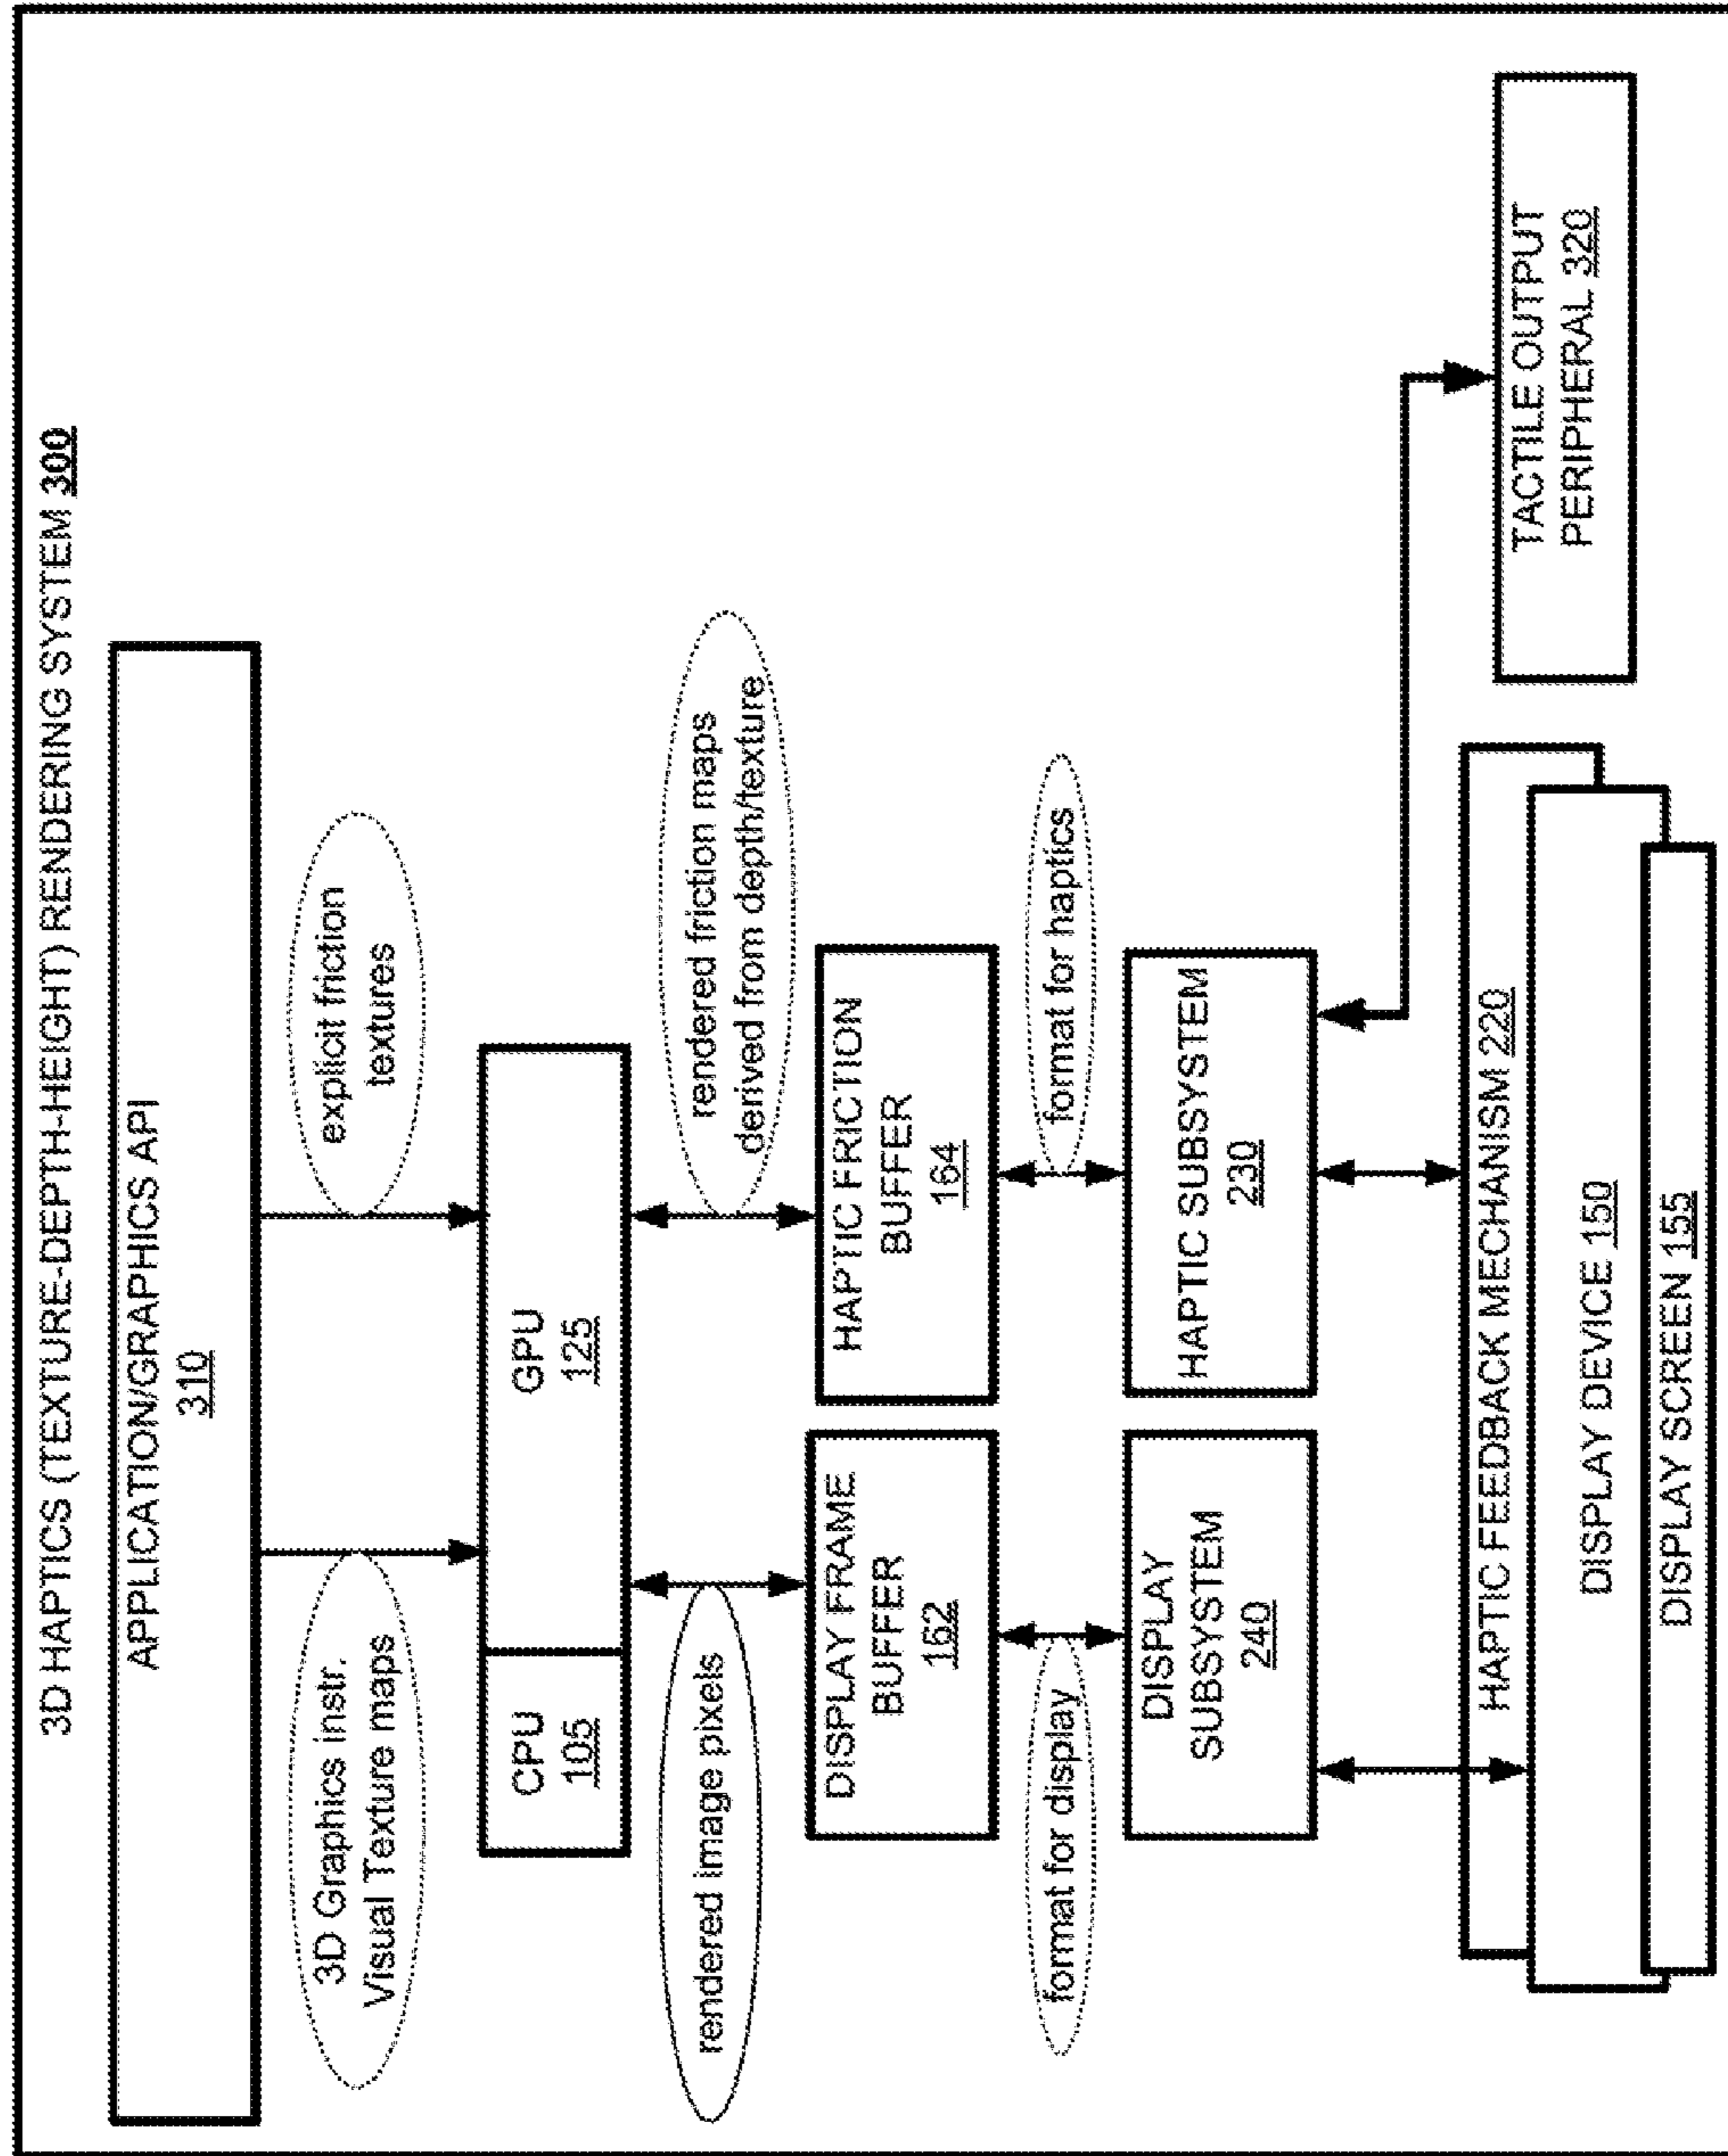 3D HAPTICS (TEXTURE-DEPTH-HEIGHT) RENDERING SYSTEM 300
APPLICATION/GRAPHICS API
310
3D Graphics instr.
Visual Texture maps
explicit friction
textures
CPU
105
GPU
125
rendered image pixels
rendered friction maps
derived from depth/texture
DISPLAY FRAME
BUFFER
162
HAPTIC FRICTION
BUFFER
164
format for display
format for haptics
DISPLAY
SUBSYSTEM
240
HAPTIC SUBSYSTEM
230
HAPTIC FEEDBACK MECHANISM 220
DISPLAY DEVICE 150
DISPLAY SCREEN 155
TACTILE OUTPUT
PERIPHERAL 320